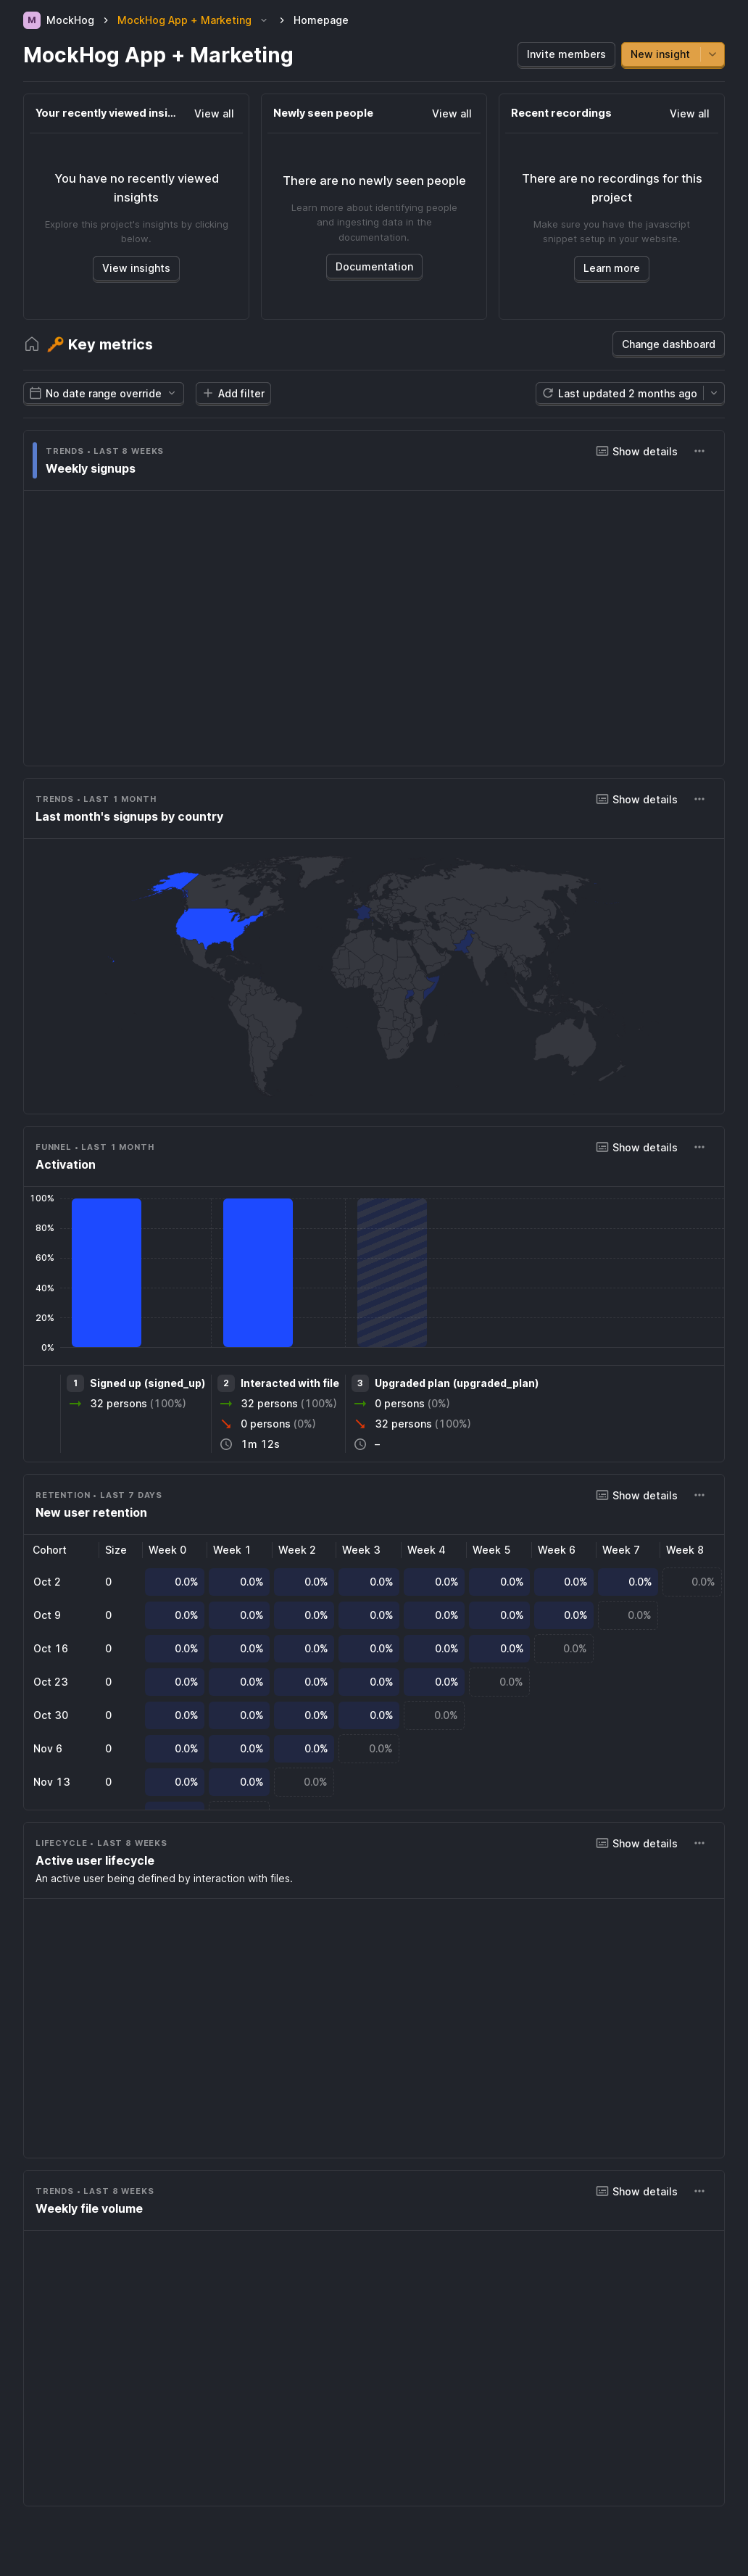 M MockHog > MockHog App + Marketing > Homepage
MockHog App + Marketing
Invite members
New insight
Your recently viewed insi...
View all
You have no recently viewed
insights
Explore this project's insights by clicking
below.
View insights
Newly seen people
View all
There are no newly seen people
Learn more about identifying people
and ingesting data in the
documentation.
Documentation
Recent recordings
View all
There are no recordings for this
project
Make sure you have the javascript
snippet setup in your website.
Learn more
🔑 Key metrics
Change dashboard
No date range override
Add filter
Last updated 2 months ago
TRENDS • LAST 8 WEEKS
Show details
Weekly signups
TRENDS • LAST 1 MONTH
Show details
Last month's signups by country
FUNNEL • LAST 1 MONTH
Show details
Activation
100%
80%
60%
40%
20%
0%
1 Signed up (signed_up)
32 persons (100%)
2 Interacted with file
32 persons (100%)
0 persons (0%)
1m 12s
3 Upgraded plan (upgraded_plan)
0 persons (0%)
32 persons (100%)
–
RETENTION • LAST 7 DAYS
Show details
New user retention
Cohort Size Week 0 Week 1 Week 2 Week 3 Week 4 Week 5 Week 6 Week 7 Week 8
Oct 2 0 0.0% 0.0% 0.0% 0.0% 0.0% 0.0% 0.0% 0.0% 0.0%
Oct 9 0 0.0% 0.0% 0.0% 0.0% 0.0% 0.0% 0.0% 0.0%
Oct 16 0 0.0% 0.0% 0.0% 0.0% 0.0% 0.0% 0.0%
Oct 23 0 0.0% 0.0% 0.0% 0.0% 0.0% 0.0%
Oct 30 0 0.0% 0.0% 0.0% 0.0% 0.0%
Nov 6 0 0.0% 0.0% 0.0% 0.0%
Nov 13 0 0.0% 0.0% 0.0%
LIFECYCLE • LAST 8 WEEKS
Show details
Active user lifecycle
An active user being defined by interaction with files.
TRENDS • LAST 8 WEEKS
Show details
Weekly file volume